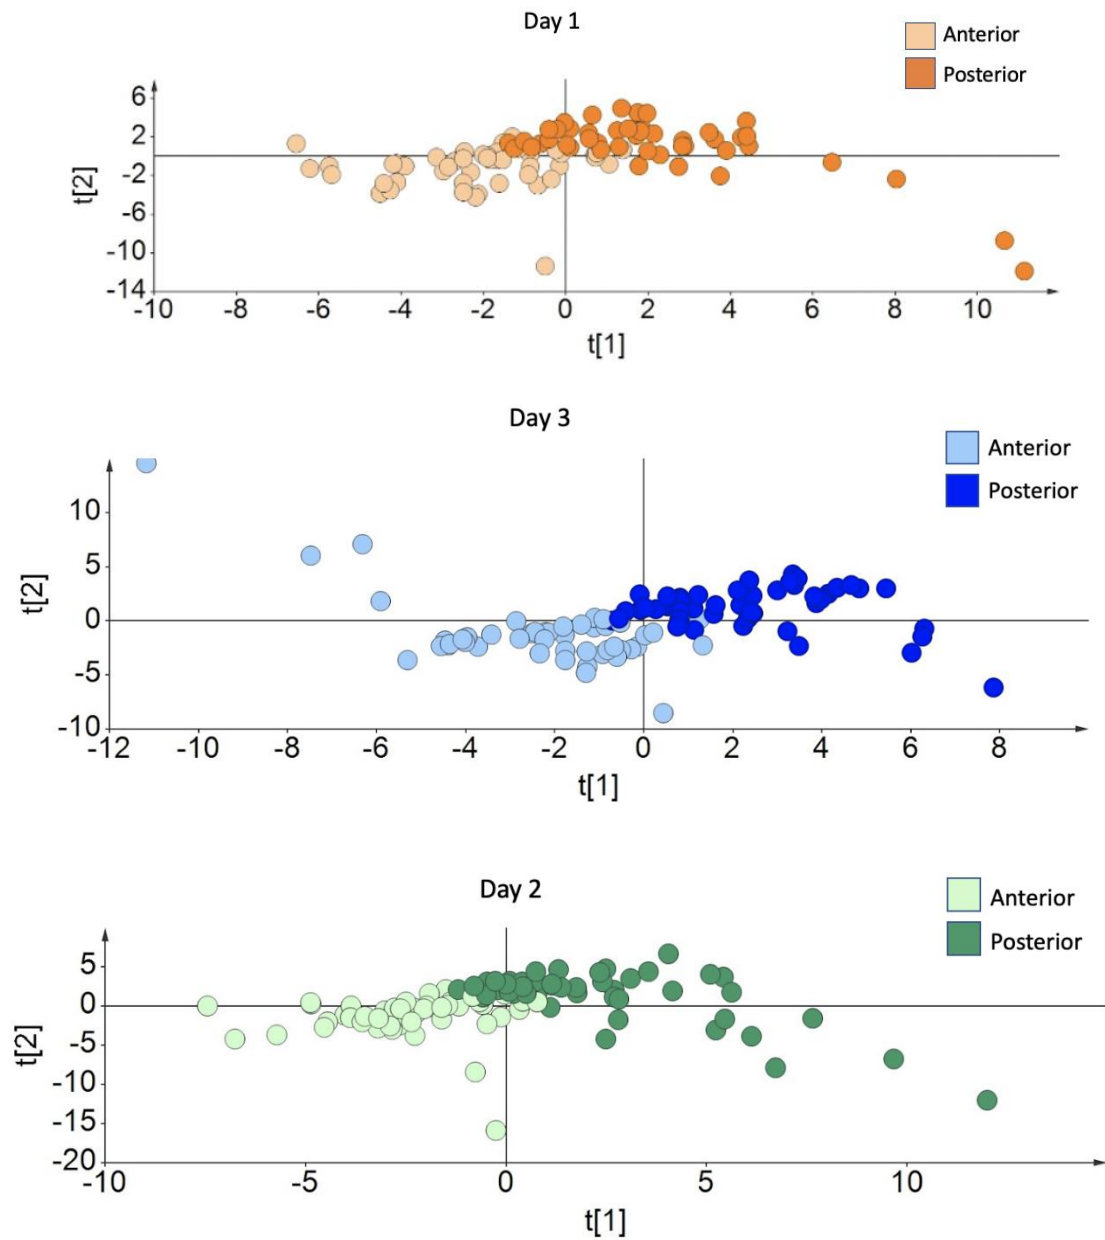 Day 1
Anterior
Posterior
6
2
-2
-6
-10
-14
t[2]
-10 -8 -6 -4 -2 0 2 4 6 8 10
t[1]
Day 3
Anterior
Posterior
10
5
0
-5
-10
t[2]
-12 -10 -8 -6 -4 -2 0 2 4 6 8
t[1]
Day 2
Anterior
Posterior
5
0
-5
-10
-15
-20
t[2]
-10 -5 0 5 10
t[1]